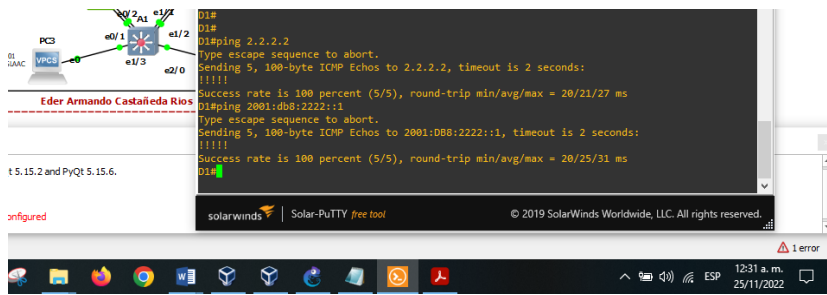 e0/2
A1
e1/
PC3
e0/1
e1/2
VPCS
e0
e1/3
e2/0
Eder Armando Castañeda Rios
D1#
D1#
D1#ping 2.2.2.2
Type escape sequence to abort.
Sending 5, 100-byte ICMP Echos to 2.2.2.2, timeout is 2 seconds:
!!!!!
Success rate is 100 percent (5/5), round-trip min/avg/max = 20/21/27 ms
D1#ping 2001:db8:2222::1
Type escape sequence to abort.
Sending 5, 100-byte ICMP Echos to 2001:DB8:2222::1, timeout is 2 seconds:
!!!!!
Success rate is 100 percent (5/5), round-trip min/avg/max = 20/25/31 ms
D1#
t 5.15.2 and PyQt 5.15.6.
onfigured
solarwinds Solar-PuTTY free tool © 2019 SolarWinds Worldwide, LLC. All rights reserved.
1 error
ESP
12:31 a. m.
25/11/2022